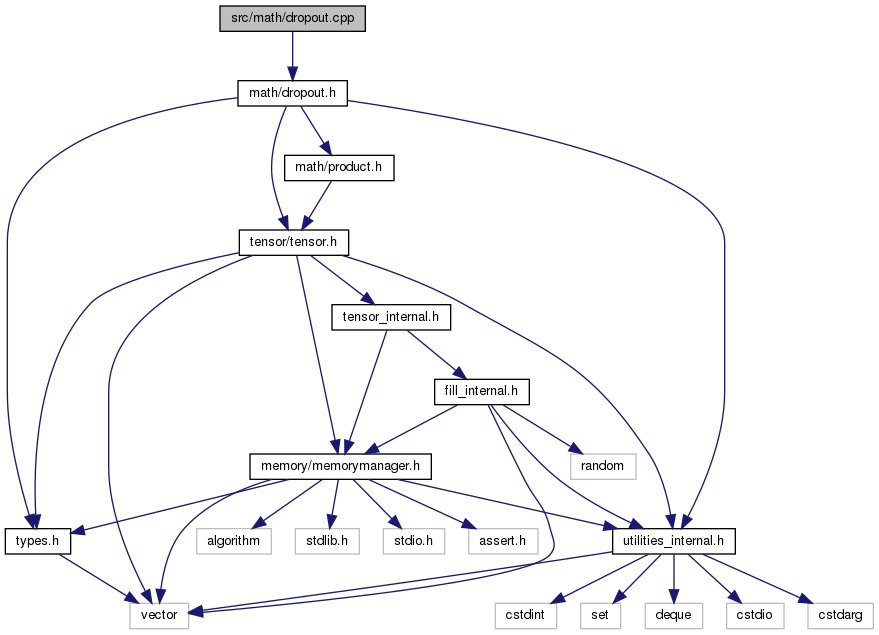 src/math/dropout.cpp
math/dropout.h
math/product.h
tensor/tensor.h
tensor_internal.h
fill_internal.h
memory/memorymanager.h
random
types.h
algorithm
stdlib.h
stdio.h
assert.h
utilities_internal.h
vector
cstdint
set
deque
cstdio
cstdarg